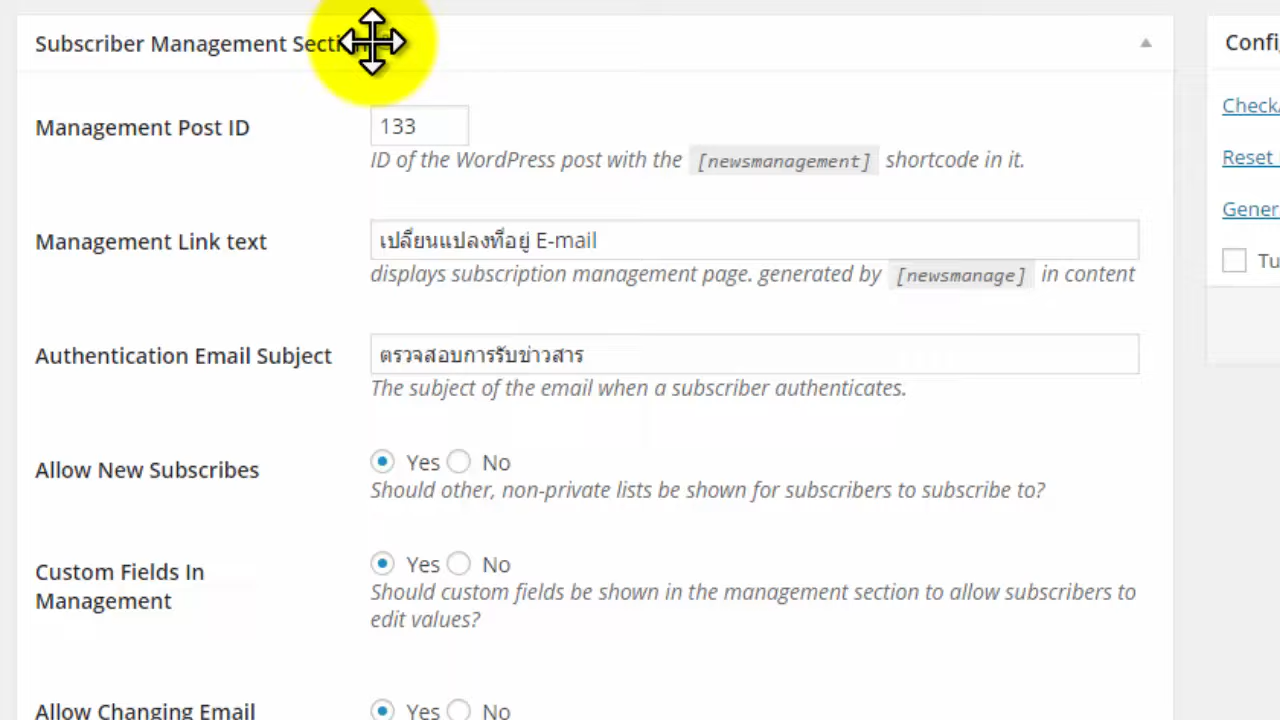 Subscriber Management
Management Post ID
133
ID of the WordPress post with the [newsmanagement] shortcode in it.
Management Link text
เปลี่ยนแปลงที่อยู่ E-mail
displays subscription management page. generated by [newsmanage] in content
Authentication Email Subject
ตรวจสอบการรับข่าวสาร
The subject of the email when a subscriber authenticates.
Allow New Subscribes
Yes No
Should other, non-private lists be shown for subscribers to subscribe to?
Custom Fields In
Management
Yes No
Should custom fields be shown in the management section to allow subscribers to
edit values?
Allow Changing Email
Yes No
Check
Reset